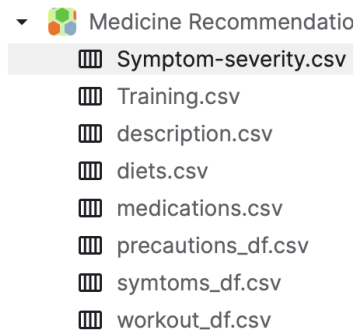 Medicine Recommendatio
Symptom-severity.csv
Training.csv
description.csv
diets.csv
medications.csv
precautions_df.csv
symtoms_df.csv
workout_df.csv